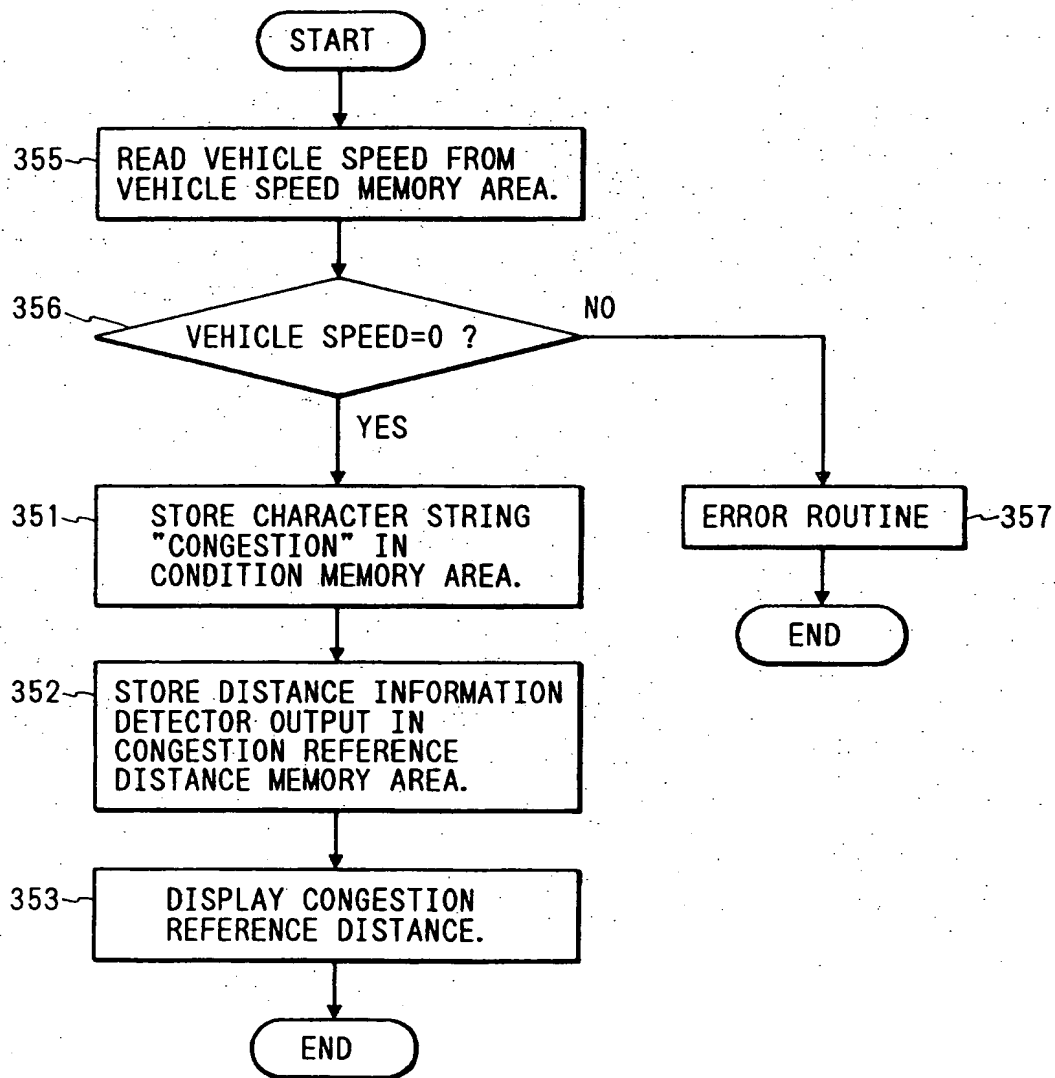 START
355
READ VEHICLE SPEED FROM
VEHICLE SPEED MEMORY AREA.
356
VEHICLE SPEED=0 ?
NO
YES
351
STORE CHARACTER STRING
"CONGESTION" IN
CONDITION MEMORY AREA.
ERROR ROUTINE
357
END
352
STORE DISTANCE INFORMATION
DETECTOR OUTPUT IN
CONGESTION REFERENCE
DISTANCE MEMORY AREA.
353
DISPLAY CONGESTION
REFERENCE DISTANCE.
END